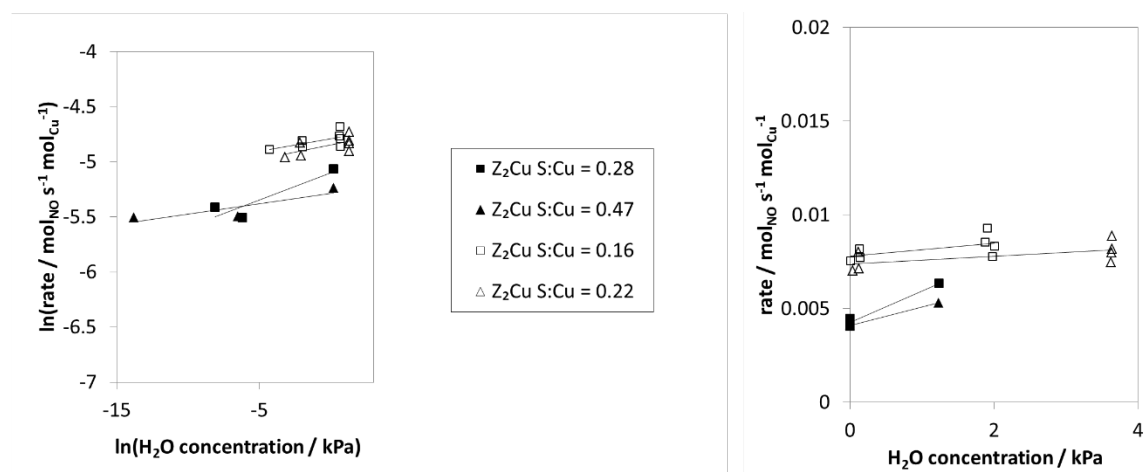 -4
-4.5
-5
-5.5
-6
-6.5
-7
-15
-5
ln(rate / mol_NO s⁻¹ mol_Cu⁻¹)
ln(H₂O concentration / kPa)
Z₂Cu S:Cu = 0.28
Z₂Cu S:Cu = 0.47
Z₂Cu S:Cu = 0.16
Z₂Cu S:Cu = 0.22
0.02
0.015
0.01
0.005
0
0
2
4
rate / mol_NO s⁻¹ mol_Cu⁻¹
H₂O concentration / kPa